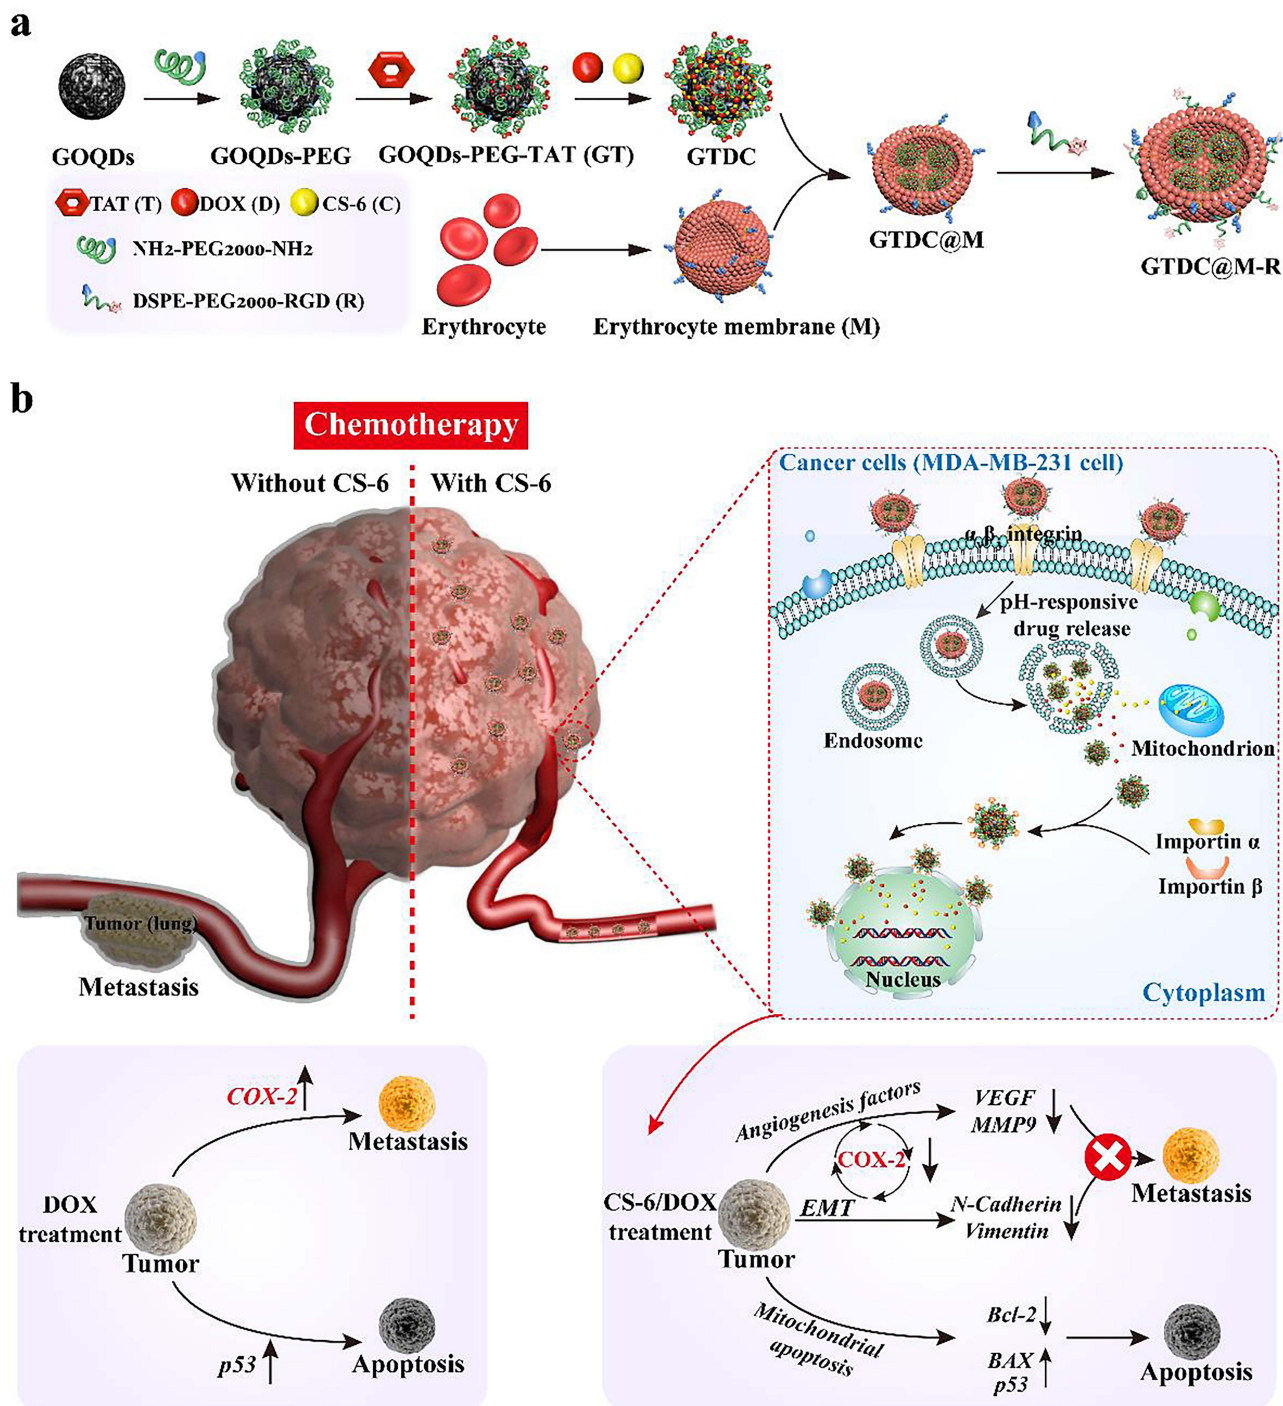 a
GOQDs
GOQDs-PEG
GOQDs-PEG-TAT (GT)
GTDC
TAT (T)
DOX (D)
CS-6 (C)
NH2-PEG2000-NH2
DSPE-PEG2000-RGD (R)
Erythrocyte
Erythrocyte membrane (M)
GTDC@M
GTDC@M-R
b
Chemotherapy
Without CS-6
With CS-6
Tumor (lung)
Metastasis
Cancer cells (MDA-MB-231 cell)
integrin
pH-responsive
drug release
Endosome
Mitochondrion
Importin α
Importin β
Nucleus
Cytoplasm
COX-2
Metastasis
DOX
treatment
Tumor
p53
Apoptosis
Angiogenesis factors
VEGF
MMP9
COX-2
Metastasis
CS-6/DOX
treatment
EMT
N-Cadherin
Vimentin
Tumor
Mitochondrial
apoptosis
Bcl-2
BAX
p53
Apoptosis